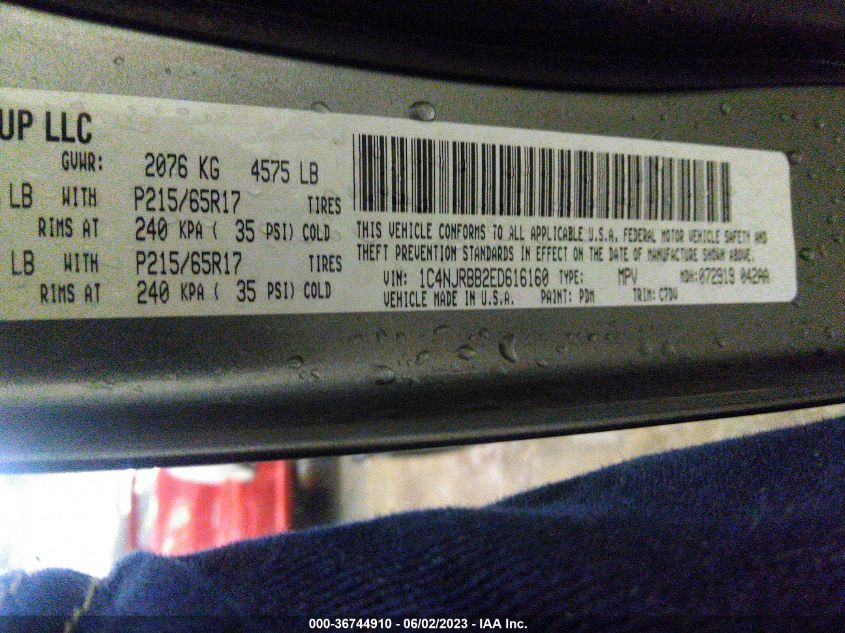 UP LLC
GVWR: 2076 KG 4575 LB
LB WITH P215/65R17 TIRES
RIMS AT 240 KPA ( 35 PSI) COLD
LB WITH P215/65R17 TIRES
RIMS AT 240 KPA ( 35 PSI) COLD
THIS VEHICLE CONFORMS TO ALL APPLICABLE U.S.A. FEDERAL MOTOR VEHICLE SAFETY AND
THEFT PREVENTION STANDARDS IN EFFECT ON THE DATE OF MANUFACTURE SHOWN ABOVE.
VIN: 1C4NJRBB2ED616160 TYPE: MPV MDH:072919 042AA
VEHICLE MADE IN U.S.A. PAINT: PDM TRIM: C7DV
000-36744910 - 06/02/2023 - IAA Inc.